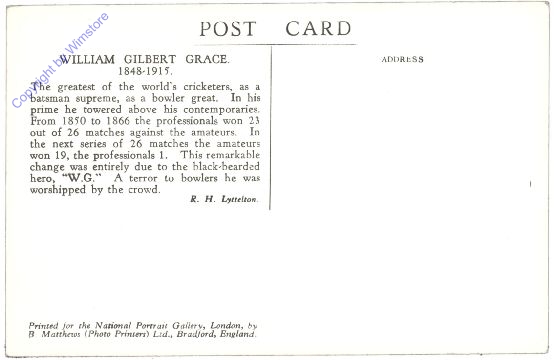 POST CARD
WILLIAM GILBERT GRACE.
1848-1915.
The greatest of the world's cricketers, as a
batsman supreme, as a bowler great. In his
prime he towered above his contemporaries.
From 1850 to 1866 the professionals won 23
out of 26 matches against the amateurs. In
the next series of 26 matches the amateurs
won 19, the professionals 1. This remarkable
change was entirely due to the black-bearded
hero, "W.G." A terror to bowlers he was
worshipped by the crowd.
R. H. Lyttelton.
ADDRESS
Printed for the National Portrait Gallery, London, by
B. Matthews (Photo Printers) Ltd., Bradford, England.
Copyright by Wimstore